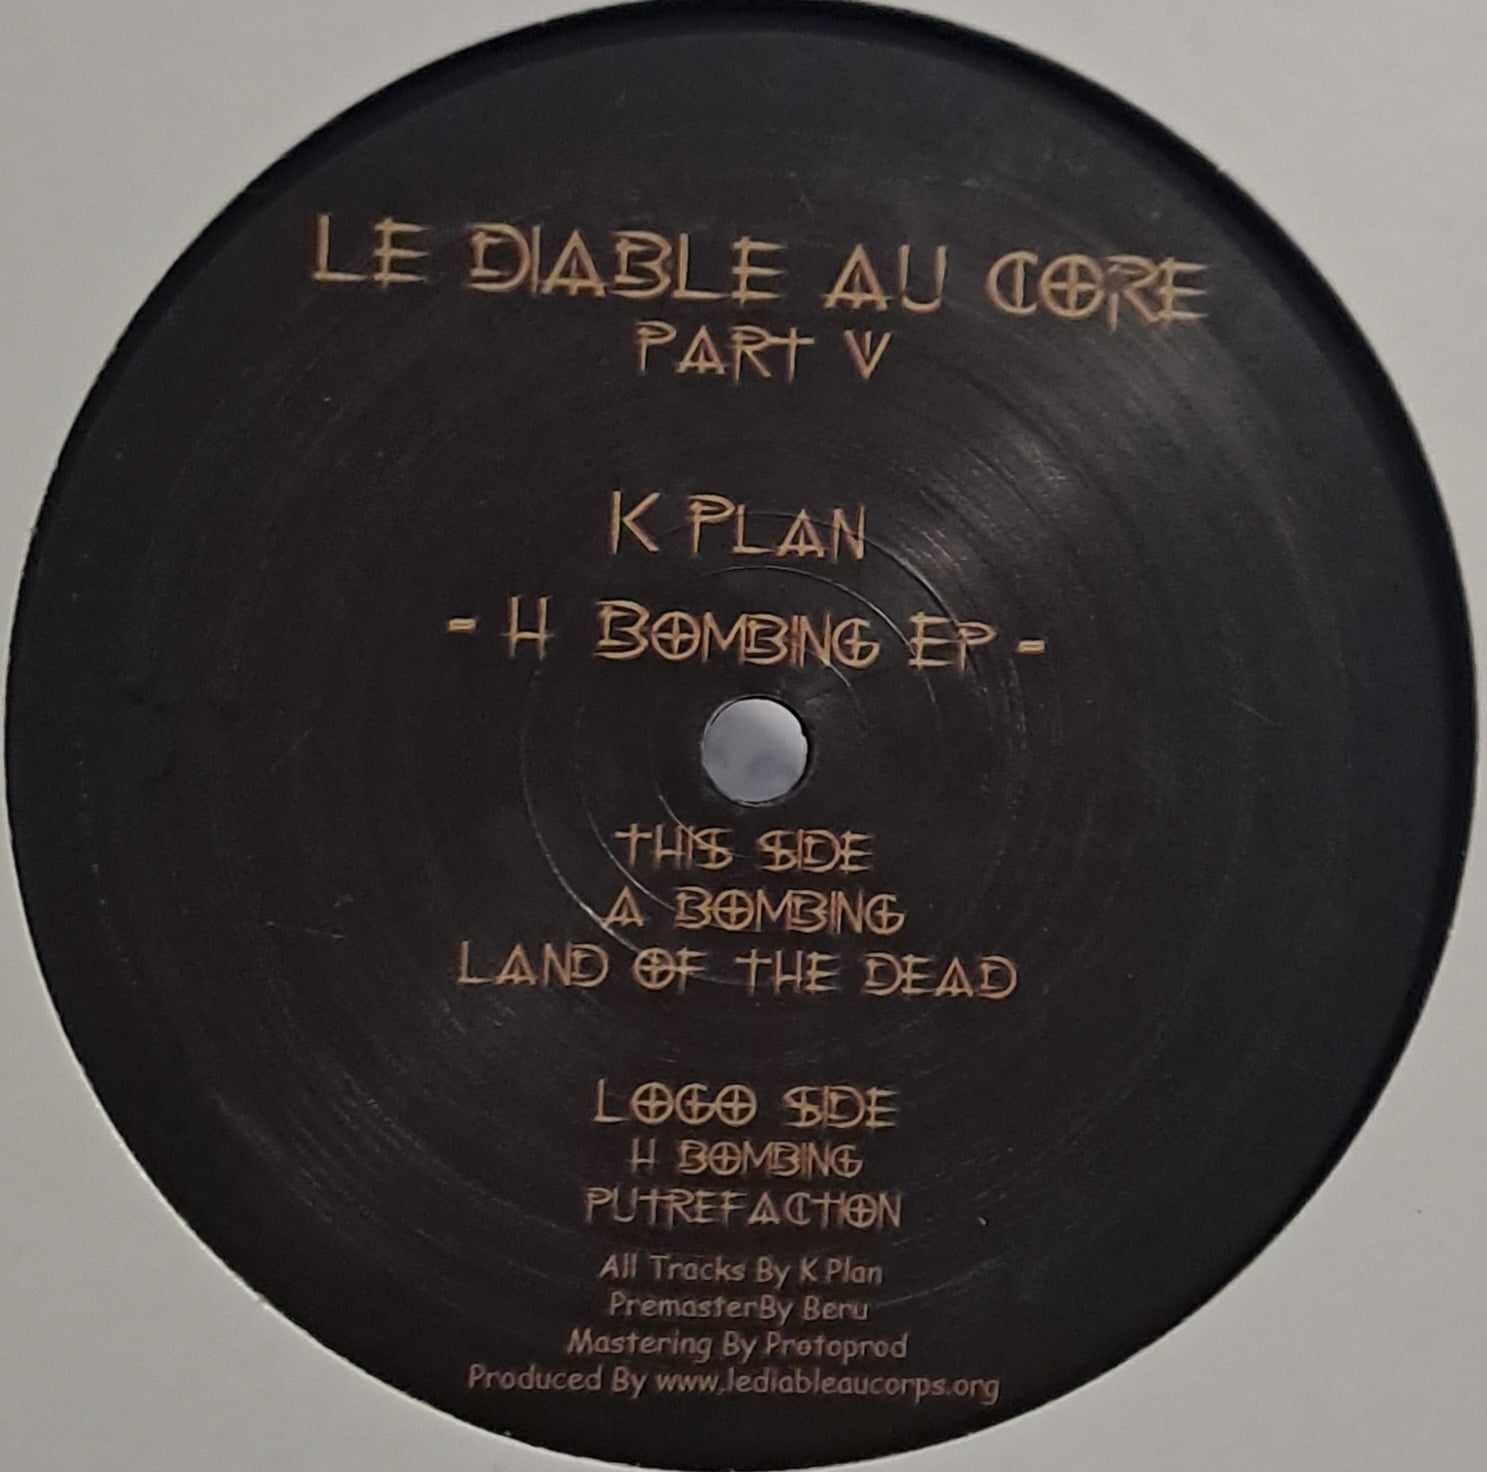 LE DIABLE AU CORE
PART V
K PLAN
- H BOMBING EP -
THIS SIDE
A BOMBING
LAND OF THE DEAD
LOGO SIDE
H BOMBING
PUTREFACTION
All Tracks By K Plan
PremasterBy Beru
Mastering By Protoprod
Produced By www.lediableaucorps.org